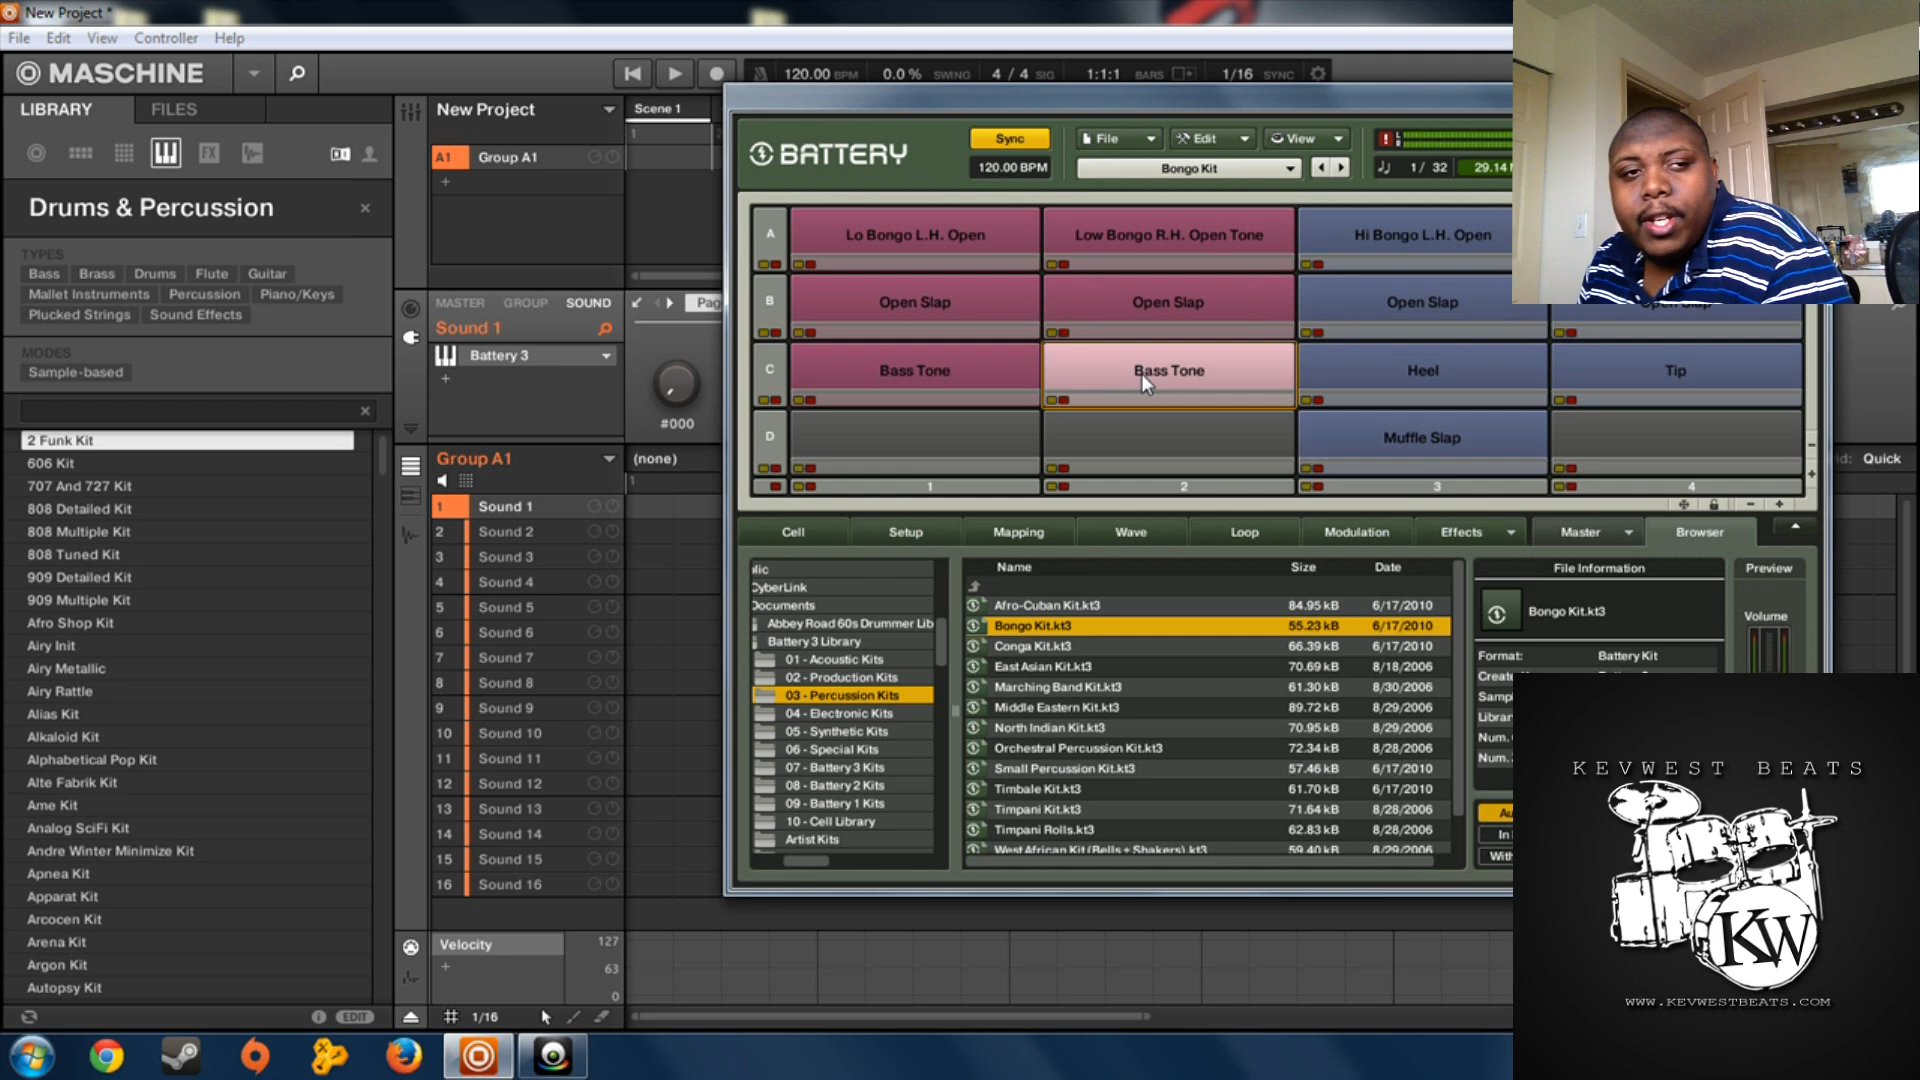 New Project *
File Edit View Controller Help
MASCHINE
120.00 BPM 0.0 % SWING 4 / 4 SIG 1:1:1 BARS 1/16 SYNC
LIBRARY FILES
New Project
Scene 1
1
A1 Group A1
+
Drums & Percussion ×
TYPES
Bass Brass Drums Flute Guitar
Mallet Instruments Percussion Piano/Keys
Plucked Strings Sound Effects
MODES
Sample-based
×
2 Funk Kit
606 Kit
707 And 727 Kit
808 Detailed Kit
808 Multiple Kit
808 Tuned Kit
909 Detailed Kit
909 Multiple Kit
Afro Shop Kit
Airy Init
Airy Metallic
Airy Rattle
Alias Kit
Alkaloid Kit
Alphabetical Pop Kit
Alte Fabrik Kit
Ame Kit
Analog SciFi Kit
Andre Winter Minimize Kit
Apnea Kit
Apparat Kit
Arcocen Kit
Arena Kit
Argon Kit
Autopsy Kit
EDIT
MASTER GROUP SOUND
Pag
Sound 1
Battery 3
+
#000
Group A1
(none)
1
1 Sound 1
2 Sound 2
3 Sound 3
4 Sound 4
5 Sound 5
6 Sound 6
7 Sound 7
8 Sound 8
9 Sound 9
10 Sound 10
11 Sound 11
12 Sound 12
13 Sound 13
14 Sound 14
15 Sound 15
16 Sound 16
Velocity 127
+ 63
0
1/16
BATTERY
Sync File Edit View
120.00 BPM Bongo Kit 1 / 32 29.14
A Lo Bongo L.H. Open Low Bongo R.H. Open Tone Hi Bongo L.H. Open
B Open Slap Open Slap Open Slap
C Bass Tone Bass Tone Heel Tip
D Muffle Slap
1 2 3 4
Quick
Cell Setup Mapping Wave Loop Modulation Effects Master Browser
CyberLink
Documents
Abbey Road 60s Drummer Lib
Battery 3 Library
01 - Acoustic Kits
02 - Production Kits
03 - Percussion Kits
04 - Electronic Kits
05 - Synthetic Kits
06 - Special Kits
07 - Battery 3 Kits
08 - Battery 2 Kits
09 - Battery 1 Kits
10 - Cell Library
Artist Kits
Name Size Date
Afro-Cuban Kit.kt3 84.95 kB 6/17/2010
Bongo Kit.kt3 55.23 kB 6/17/2010
Conga Kit.kt3 66.39 kB 6/17/2010
East Asian Kit.kt3 70.69 kB 8/18/2006
Marching Band Kit.kt3 61.30 kB 8/30/2006
Middle Eastern Kit.kt3 89.72 kB 8/29/2006
North Indian Kit.kt3 70.95 kB 8/29/2006
Orchestral Percussion Kit.kt3 72.34 kB 8/28/2006
Small Percussion Kit.kt3 57.46 kB 6/17/2010
Timbale Kit.kt3 61.70 kB 6/17/2010
Timpani Kit.kt3 71.64 kB 8/28/2006
Timpani Rolls.kt3 62.83 kB 8/28/2006
West African Kit (Bells + Shakers).kt3 59.40 kB 8/29/2006
File Information
Bongo Kit.kt3
Format: Battery Kit
Num.
Num.
Preview
Volume
KEVWEST BEATS
KW
WWW.KEVWESTBEATS.COM